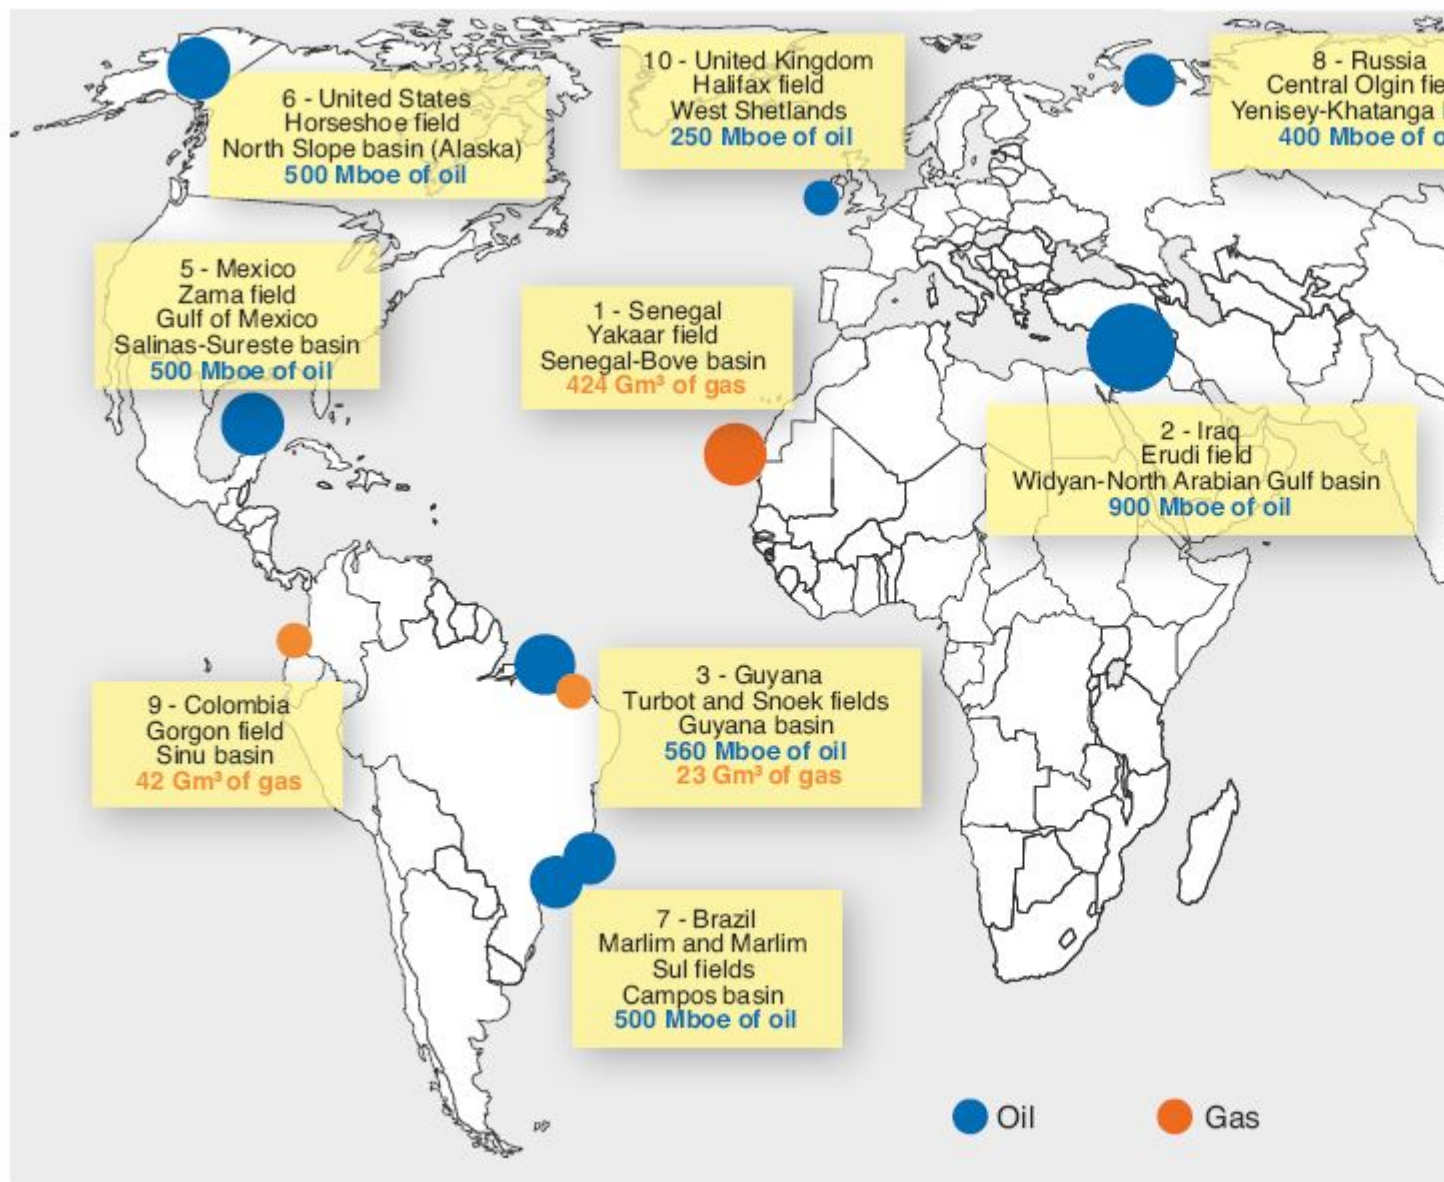 6 - United States
Horseshoe field
North Slope basin (Alaska)
500 Mboe of oil
10 - United Kingdom
Halifax field
West Shetlands
250 Mboe of oil
8 - Russia
Central Olgin
Yenisey-Khatanga
400 Mboe of
5 - Mexico
Zama field
Gulf of Mexico
Salinas-Sureste basin
500 Mboe of oil
1 - Senegal
Yakaar field
Senegal-Bove basin
424 Gm³ of gas
2 - Iraq
Erudi field
Widyan-North Arabian Gulf basin
900 Mboe of oil
9 - Colombia
Gorgon field
Sinu basin
42 Gm³ of gas
3 - Guyana
Turbot and Snoek fields
Guyana basin
560 Mboe of oil
23 Gm³ of gas
7 - Brazil
Marlim and Marlim
Sul fields
Campos basin
500 Mboe of oil
Oil
Gas